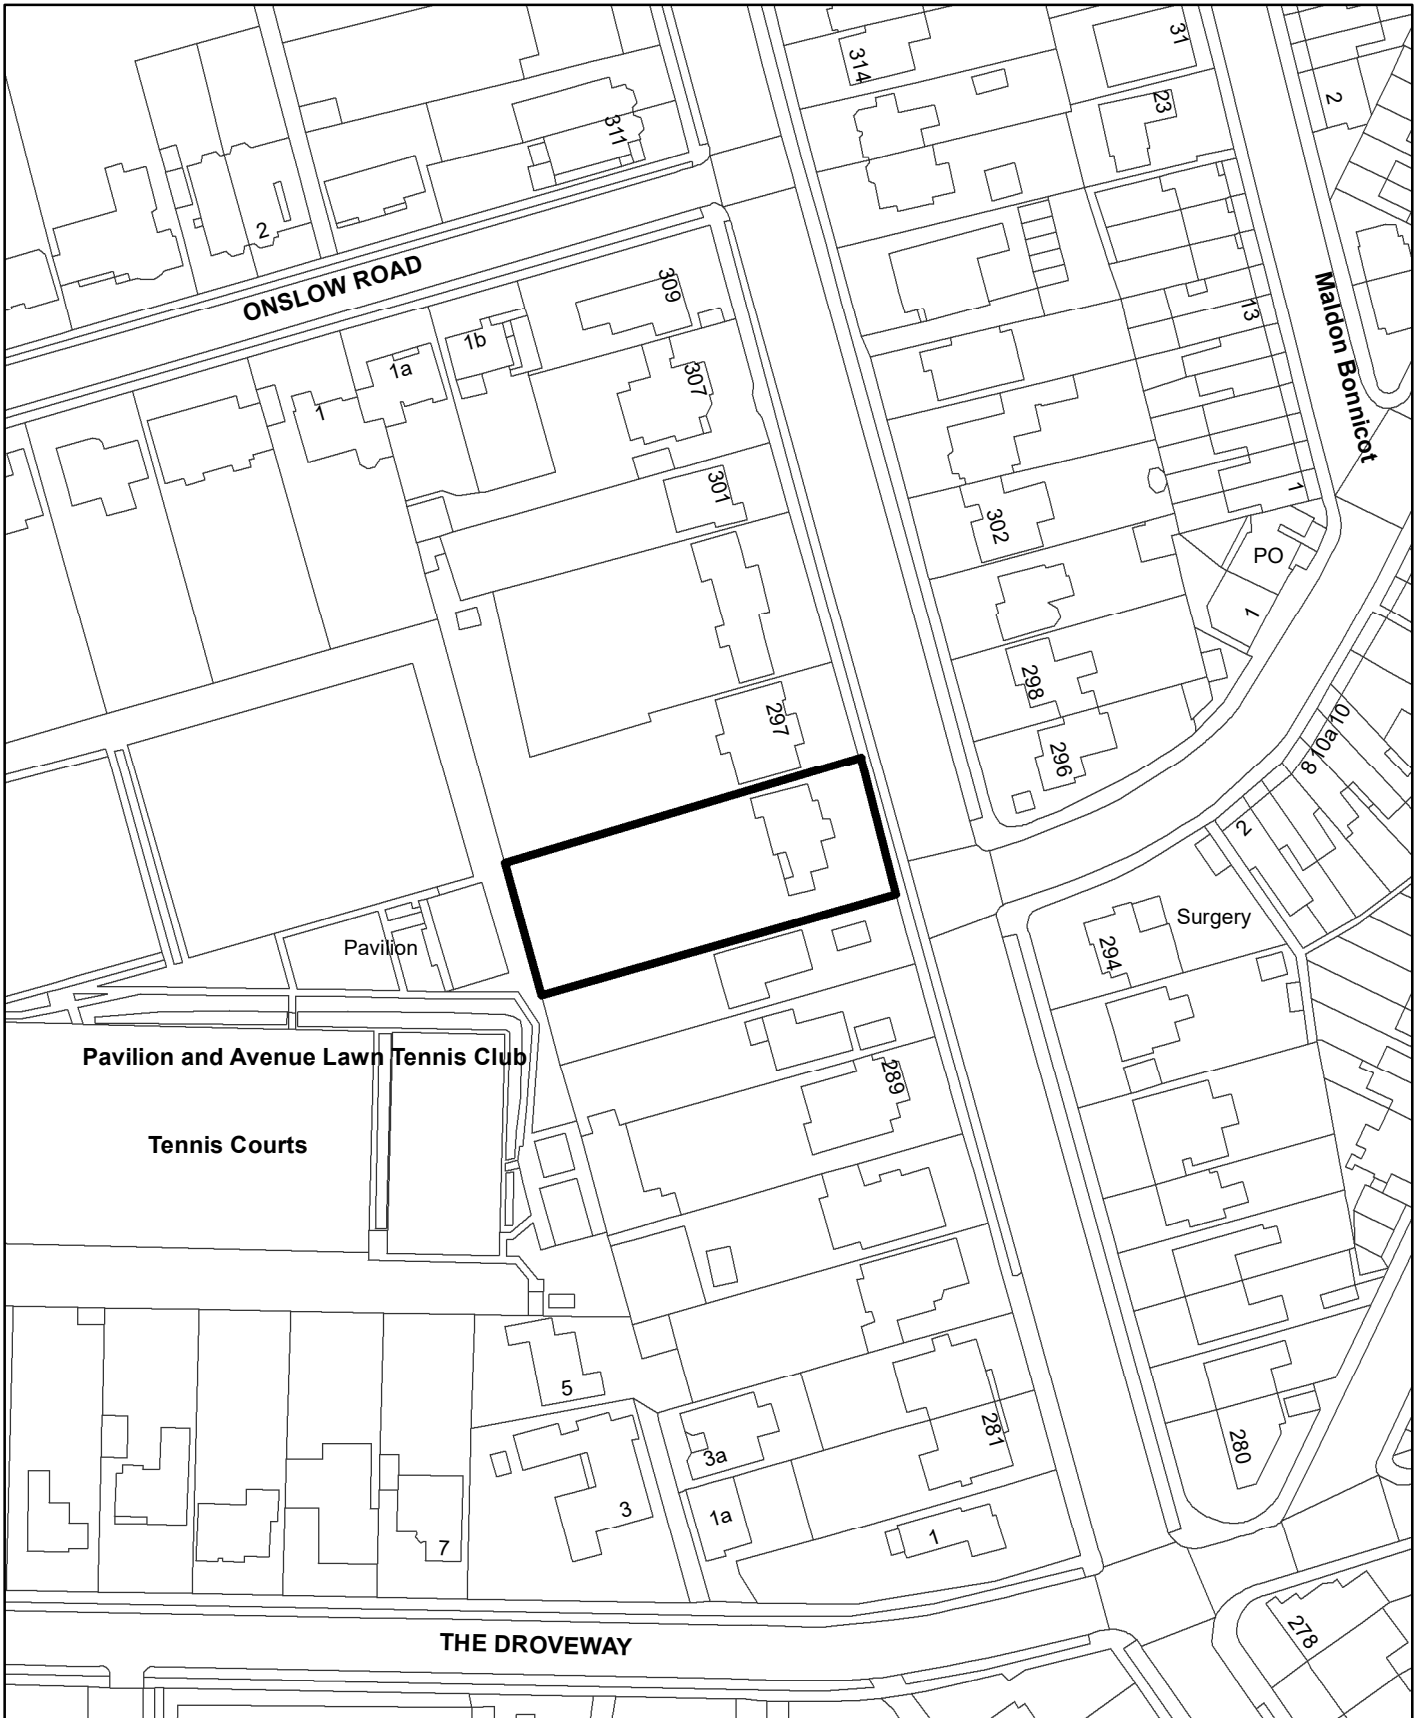 314
31
2
23
311
2
ONSLOW ROAD
309
Maldon Bonnicot
13
1b
1a
307
1
301
1
302
PO
1
298
297
296
8 10a 10
2
Surgery
294
Pavilion
Pavilion and Avenue Lawn Tennis Club
289
Tennis Courts
5
281
280
3a
3
1a
1
7
THE DROVEWAY
278